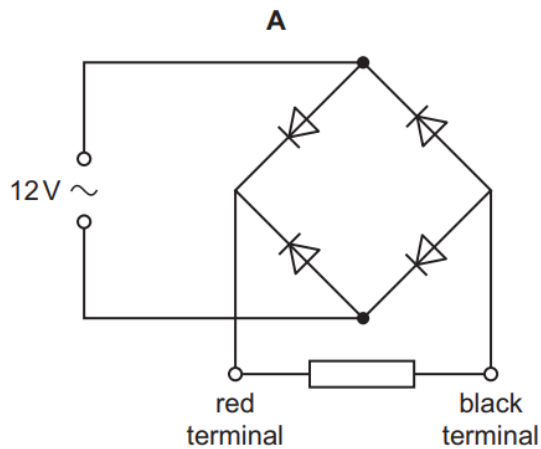 A
12 V ~
red
terminal
black
terminal